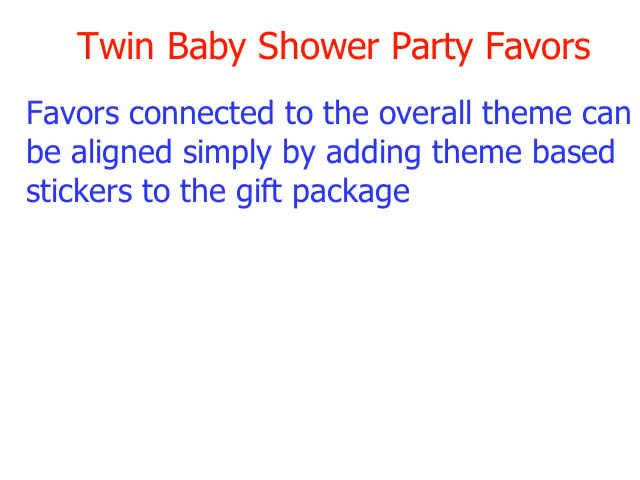 Twin Baby Shower Party Favors
Favors connected to the overall theme can
be aligned simply by adding theme based
stickers to the gift package